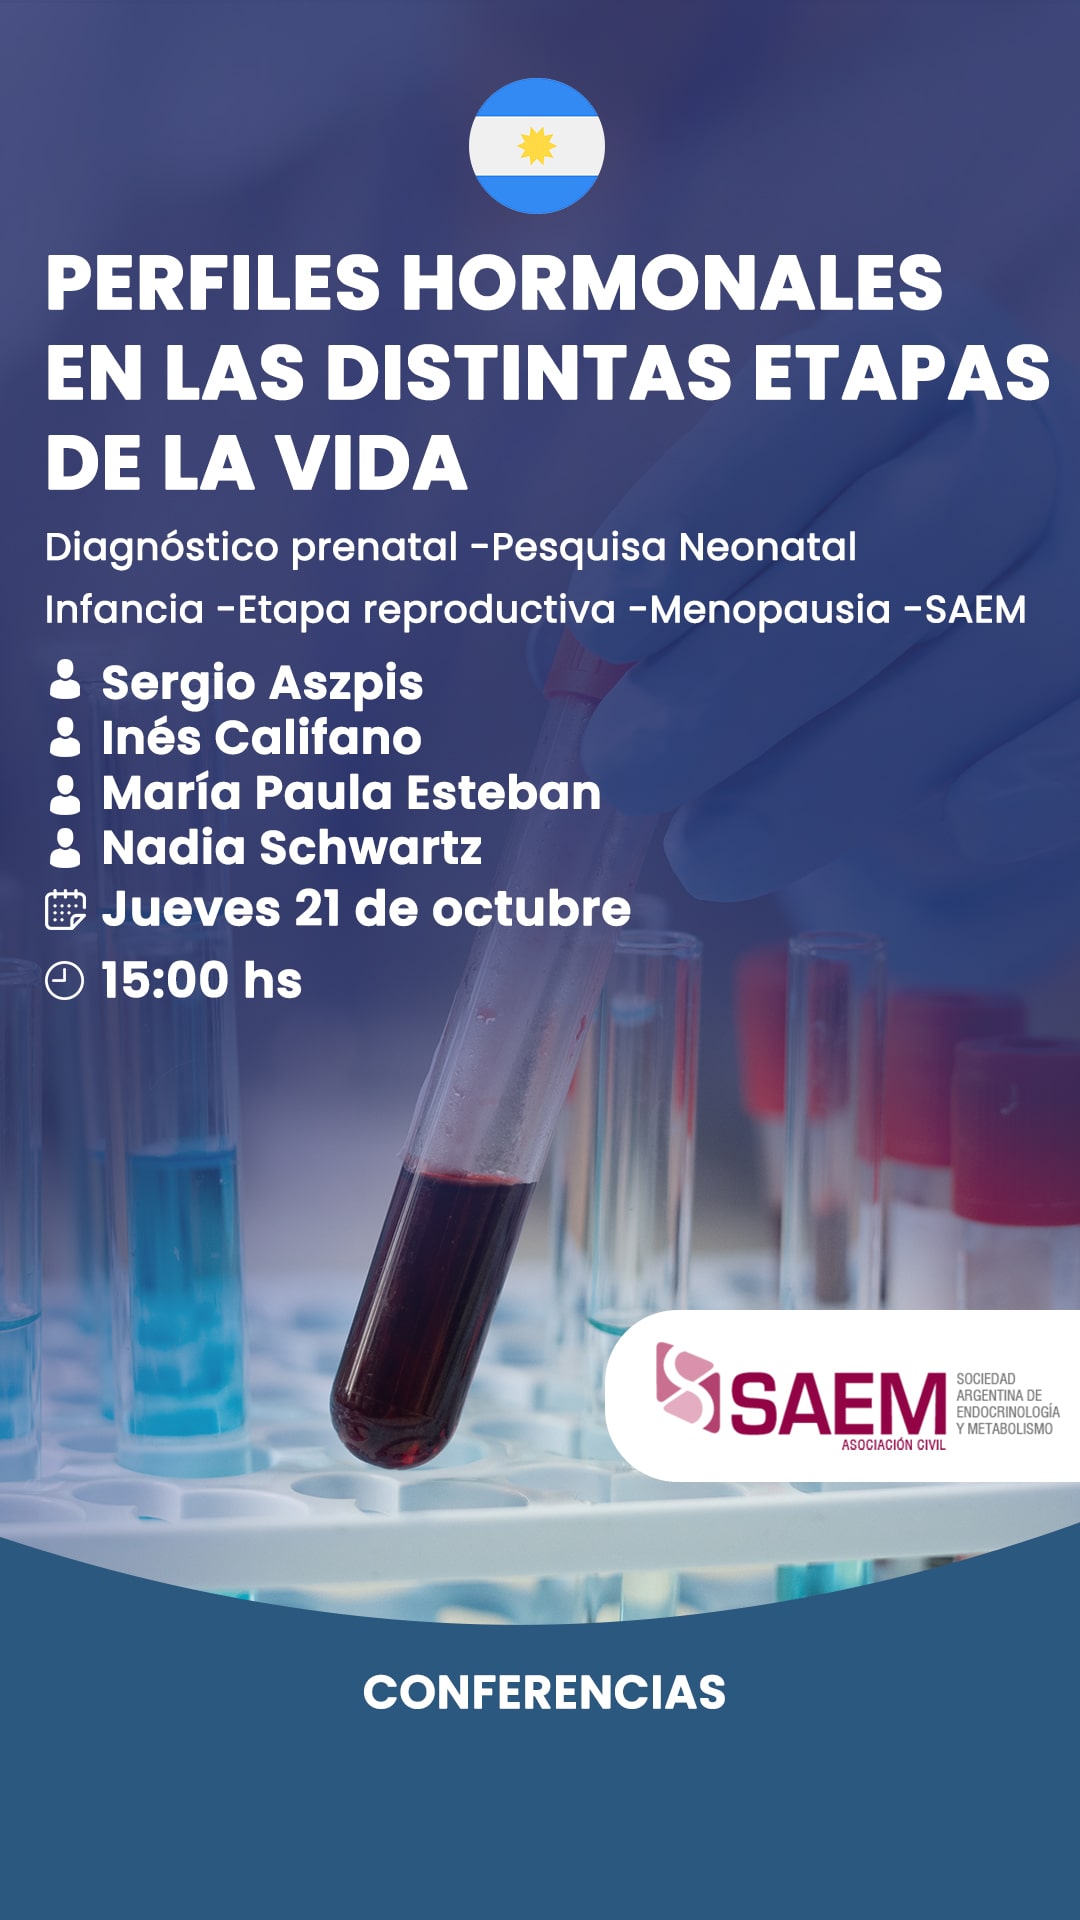 PERFILES HORMONALES
EN LAS DISTINTAS ETAPAS
DE LA VIDA
Diagnóstico prenatal -Pesquisa Neonatal
Infancia -Etapa reproductiva -Menopausia -SAEM
Sergio Aszpis
Inés Califano
María Paula Esteban
Nadia Schwartz
Jueves 21 de octubre
15:00 hs
SAEM
ASOCIACIÓN CIVIL
SOCIEDAD
ARGENTINA DE
ENDOCRINOLOGÍA
Y METABOLISMO
CONFERENCIAS